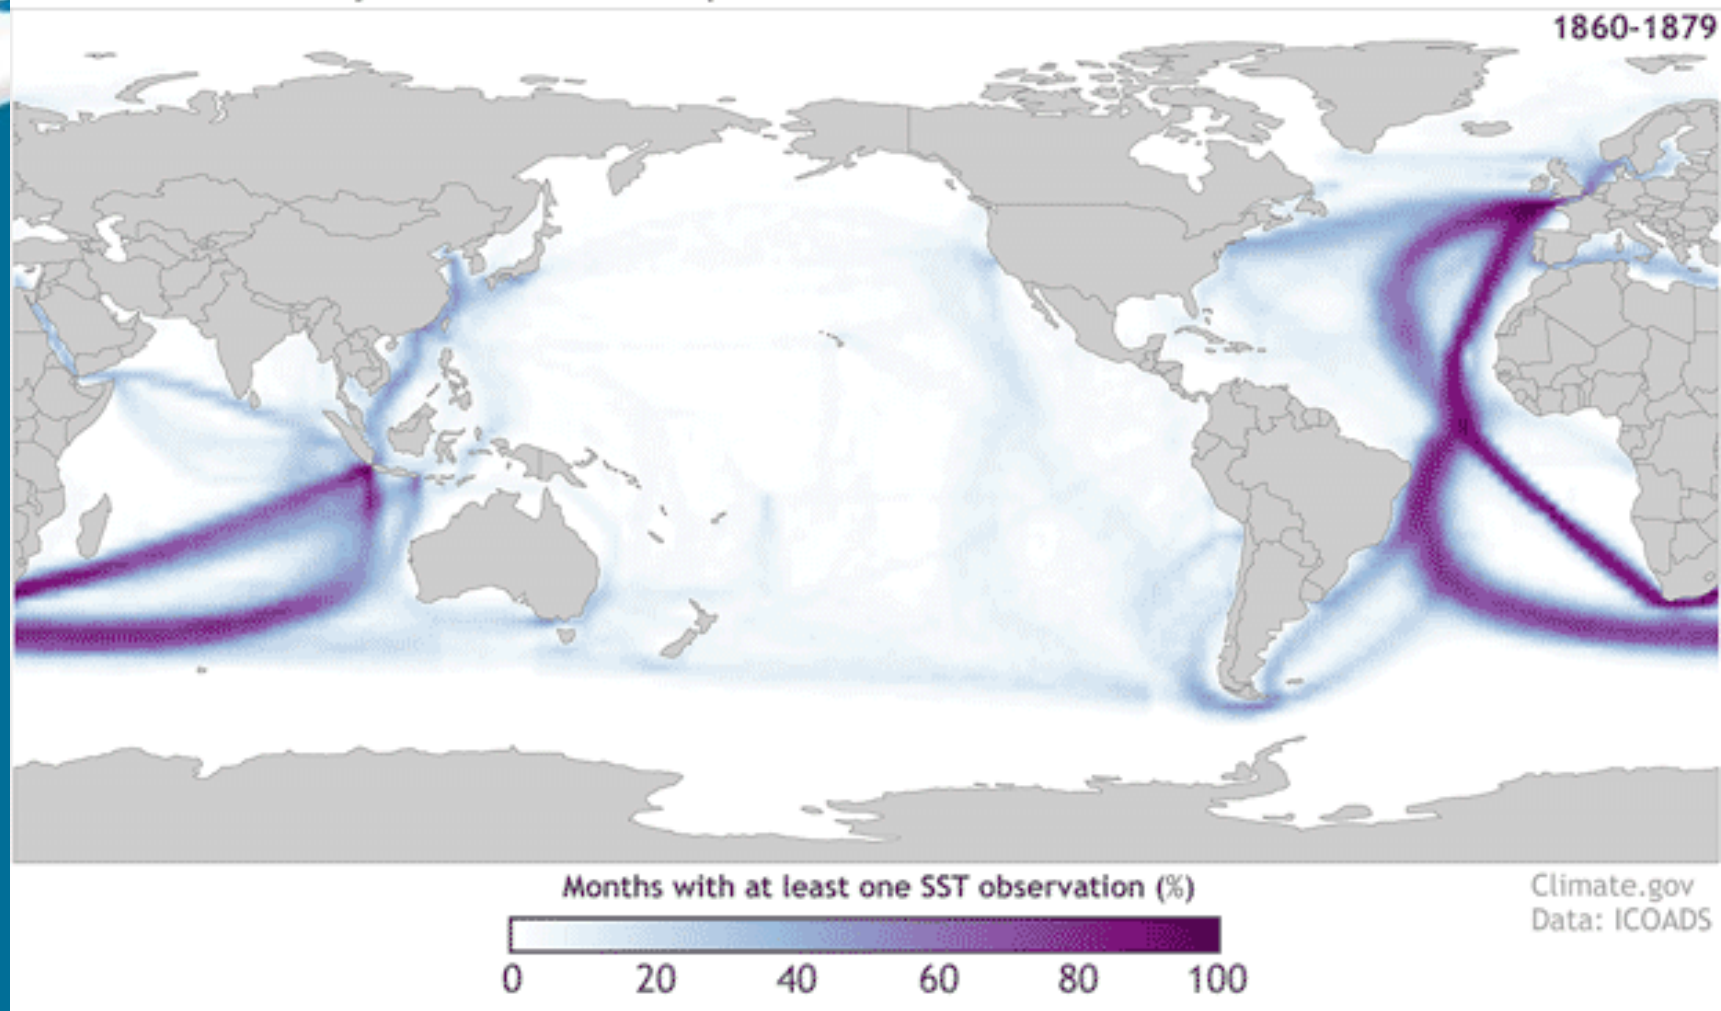 1860-1879
Months with at least one SST observation (%)
0 20 40 60 80 100
Climate.gov
Data: ICOADS